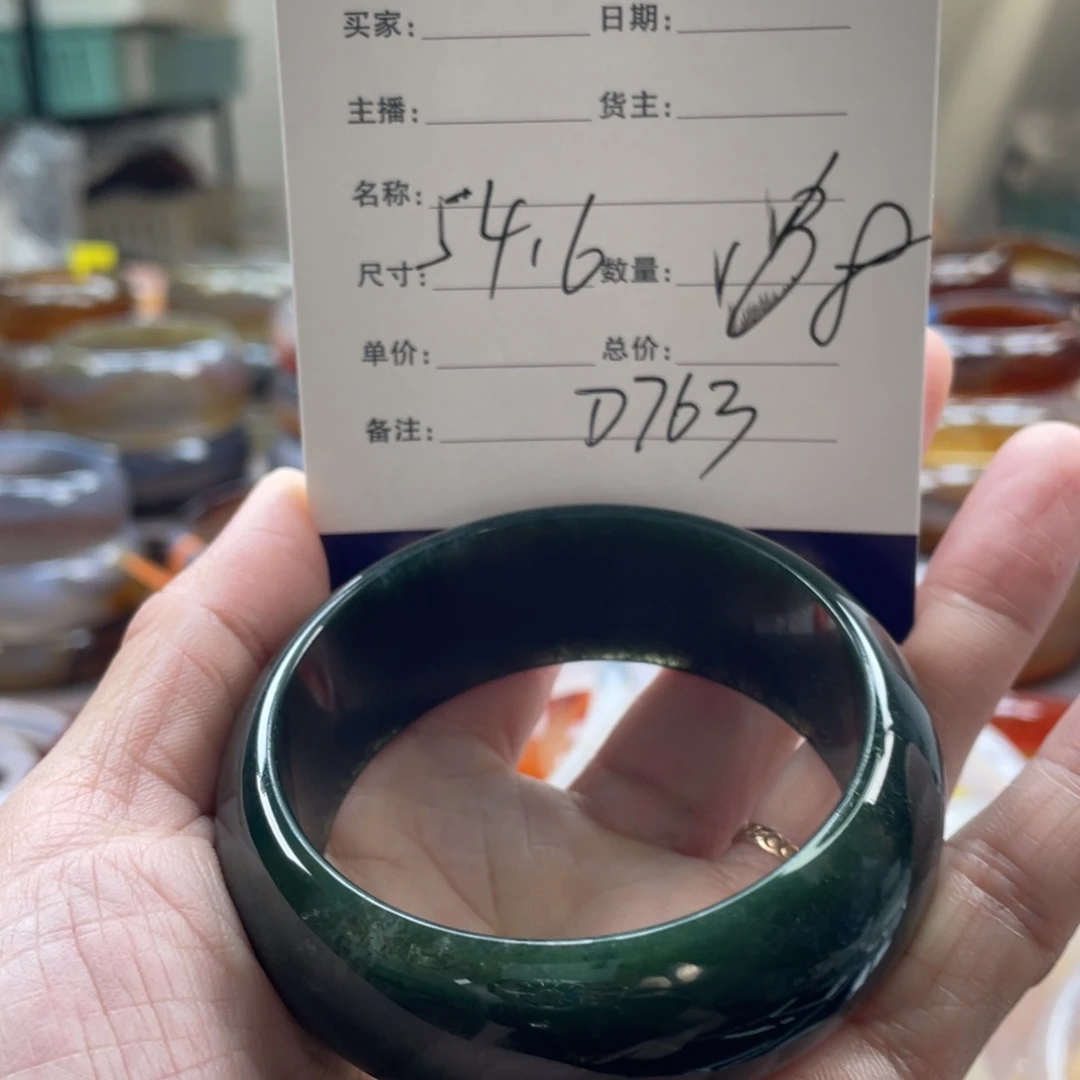 买家: 日期:
主播: 货主:
名称:
尺寸: 54.6 数量:
单价: 总价:
备注: D763